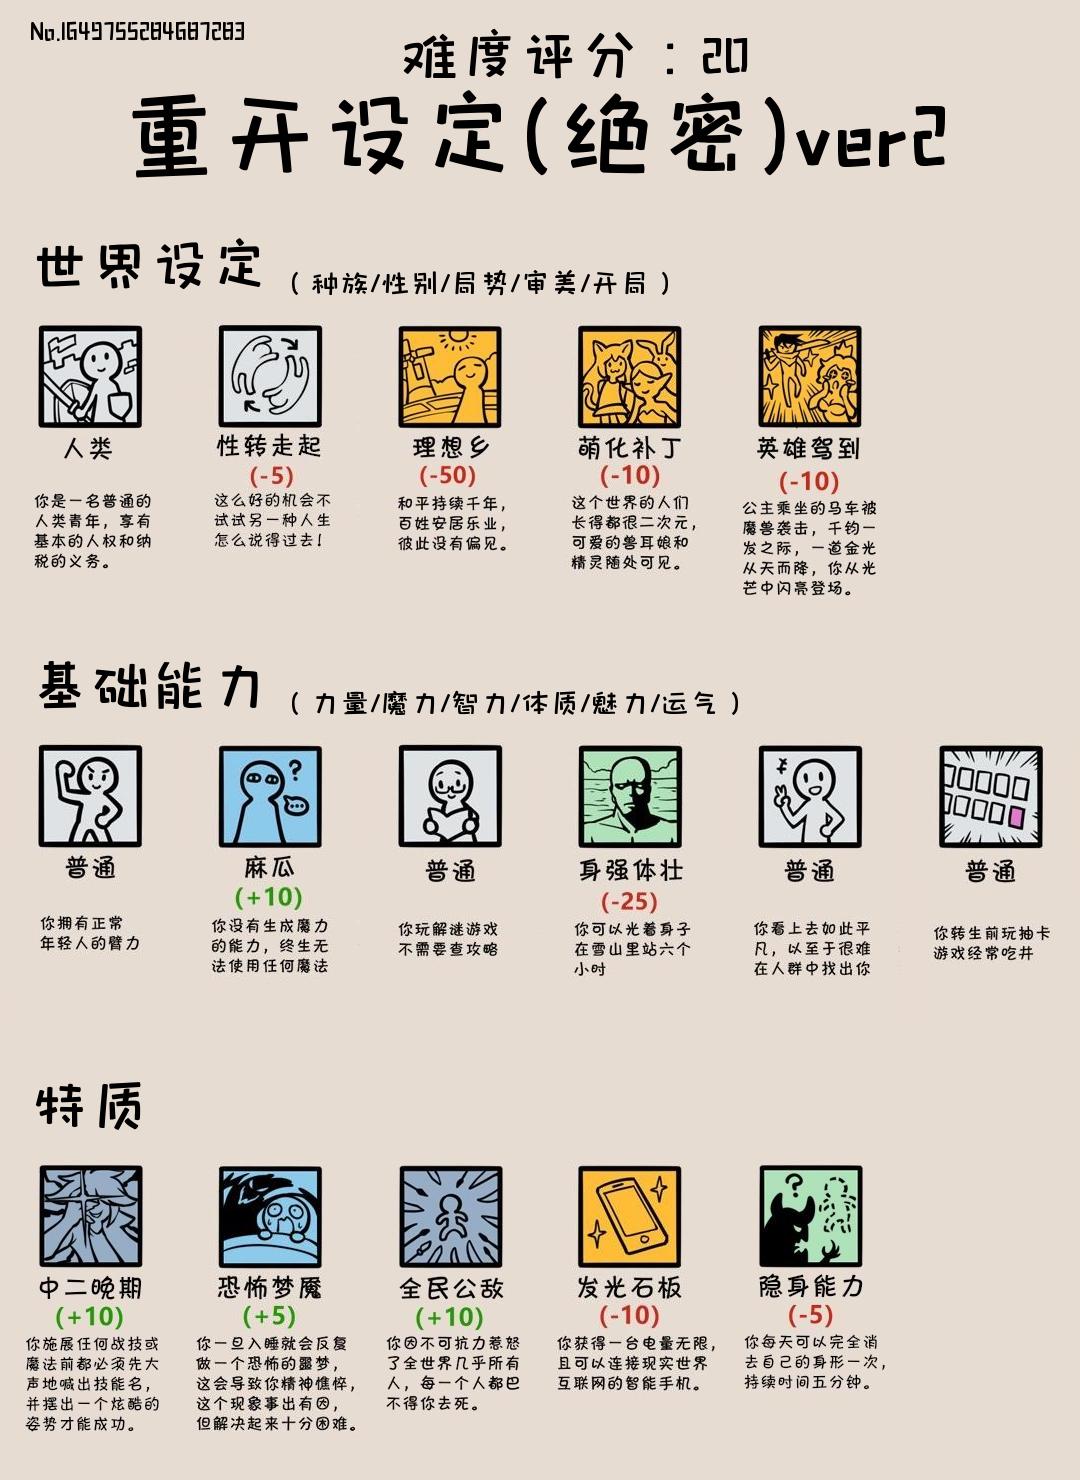 No.1649755284687283
难度评分：20
重开设定(绝密)ver2
世界设定（种族/性别/局势/审美/开局）
人类
你是一名普通的
人类青年，享有
基本的人权和纳
税的义务。
性转走起
(-5)
这么好的机会不
试试另一种人生
怎么说得过去！
理想乡
(-50)
和平持续千年，
百姓安居乐业，
彼此没有偏见。
萌化补丁
(-10)
这个世界的人们
长得都很二次元，
可爱的兽耳娘和
精灵随处可见。
英雄驾到
(-10)
公主乘坐的马车被
魔兽袭击，千钧一
发之际，一道金光
从天而降，你从光
芒中闪亮登场。
基础能力（力量/魔力/智力/体质/魅力/运气）
普通
你拥有正常
年轻人的臂力
麻瓜
(+10)
你没有生成魔力
的能力，终生无
法使用任何魔法
普通
你玩解谜游戏
不需要查攻略
身强体壮
(-25)
你可以光着身子
在雪山里站六个
小时
普通
你看上去如此平
凡，以至于很难
在人群中找出你
普通
你转生前玩抽卡
游戏经常吃井
特质
中二晚期
(+10)
你施展任何战技或
魔法前都必须先大
声地喊出技能名，
并摆出一个炫酷的
姿势才能成功。
恐怖梦魇
(+5)
你一旦入睡就会反复
做一个恐怖的噩梦，
这会导致你精神憔悴，
这个现象事出有因，
但解决起来十分困难。
全民公敌
(+10)
你因不可抗力惹怒
了全世界几乎所有
人，每一个人都巴
不得你去死。
发光石板
(-10)
你获得一台电量无限，
且可以连接现实世界
互联网的智能手机。
隐身能力
(-5)
你每天可以完全消
去自己的身形一次，
持续时间五分钟。